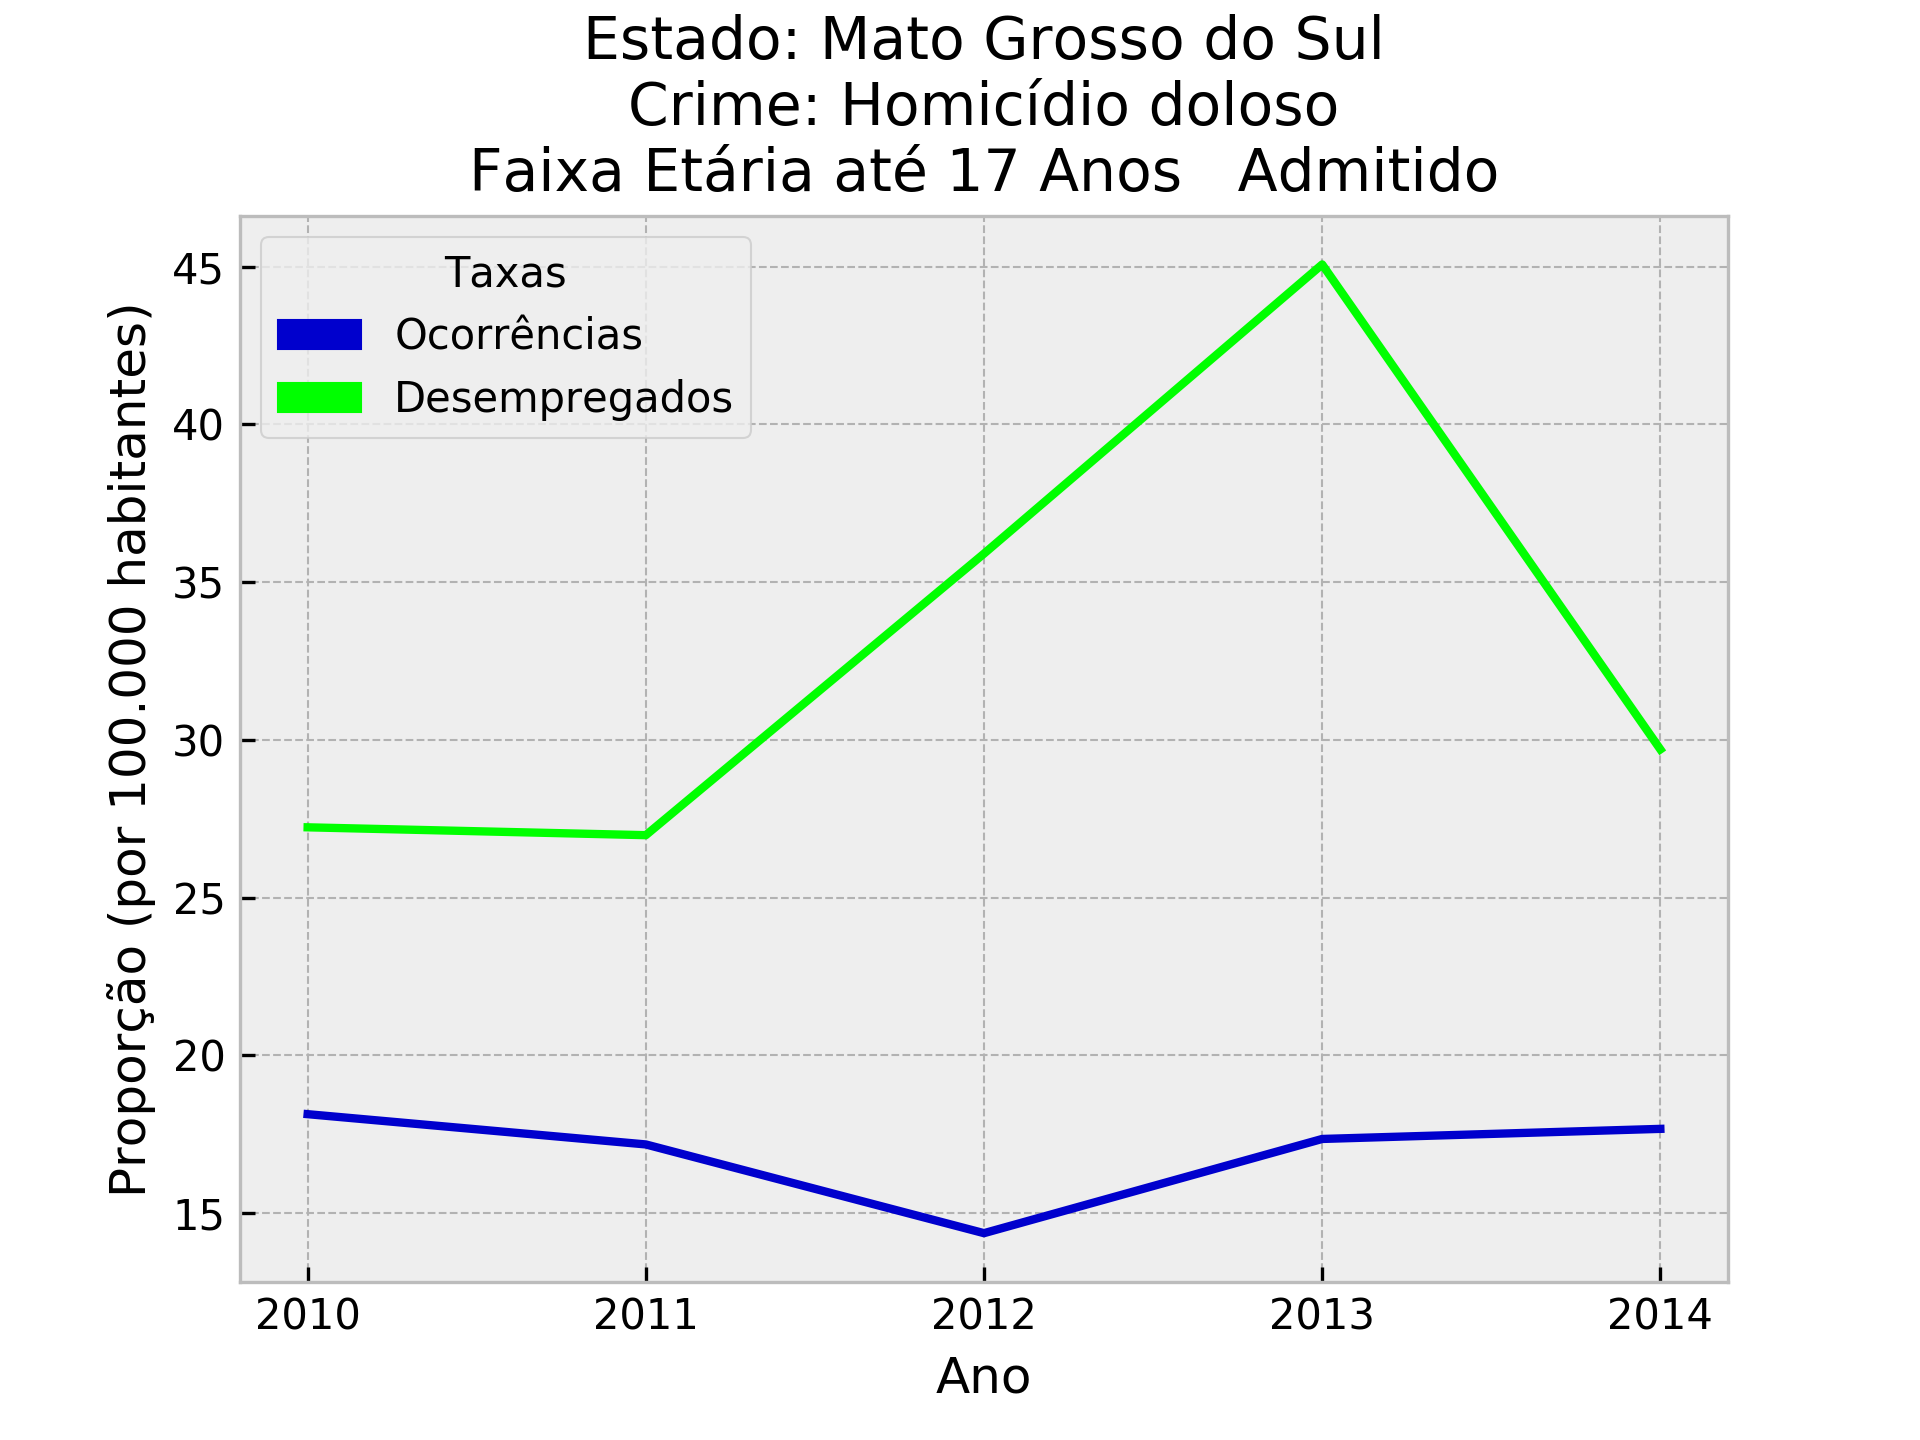 Estado: Mato Grosso do Sul
Crime: Homicídio doloso
Faixa Etária até 17 Anos   Admitido
Taxas
Ocorrências
Desempregados
Proporção (por 100.000 habitantes)
45
40
35
30
25
20
15
2010 2011 2012 2013 2014
Ano